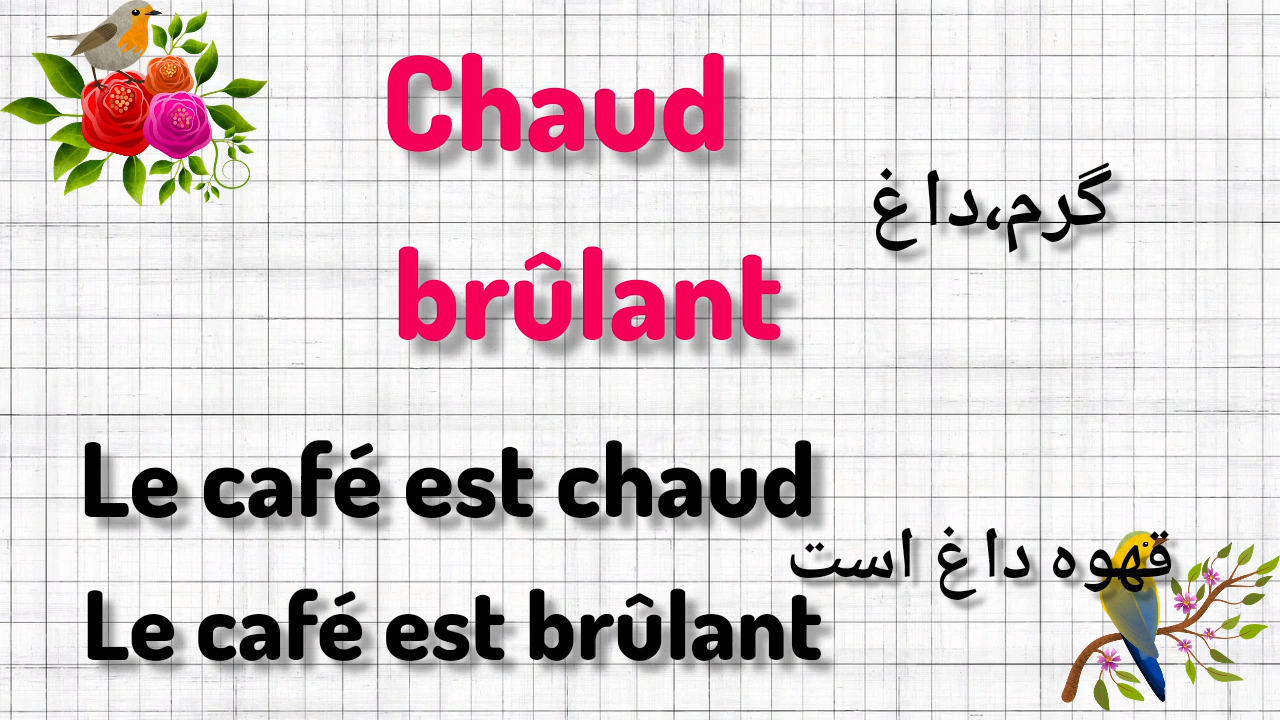 Chaud
گرم،داغ
brûlant
Le café est chaud
قهوه داغ است
Le café est brûlant